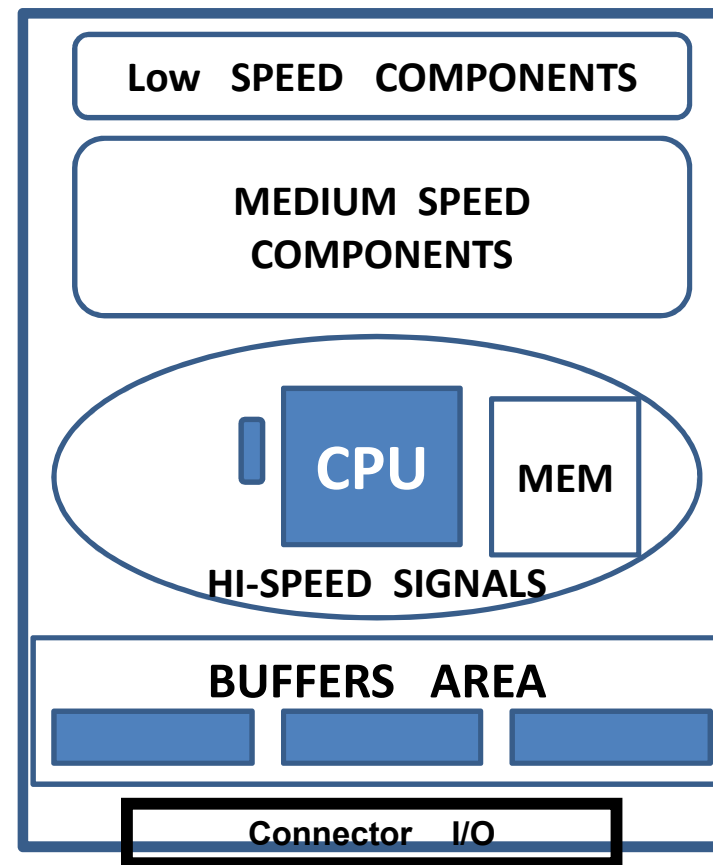 Low SPEED COMPONENTS
MEDIUM SPEED
COMPONENTS
CPU
MEM
HI-SPEED SIGNALS
BUFFERS AREA
Connector I/O